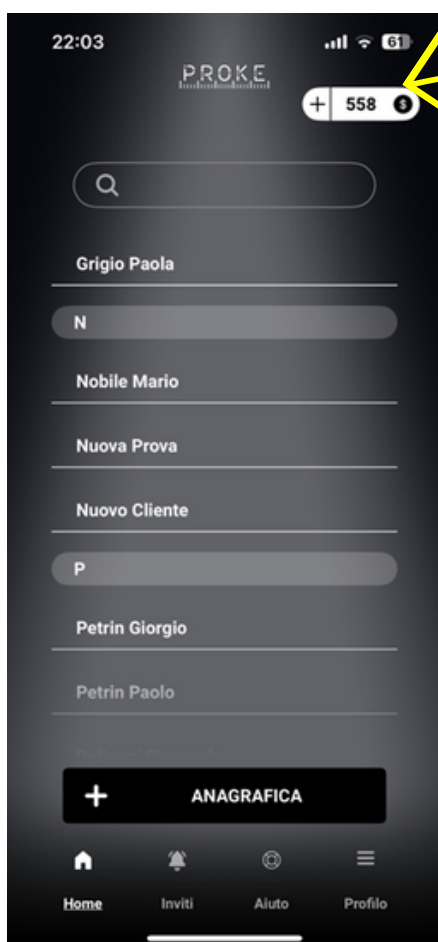 22:03
61
PROKE
+ 558 $
Grigio Paola
N
Nobile Mario
Nuova Prova
Nuovo Cliente
P
Petrin Giorgio
Petrin Paolo
+ ANAGRAFICA
Home Inviti Aiuto Profilo